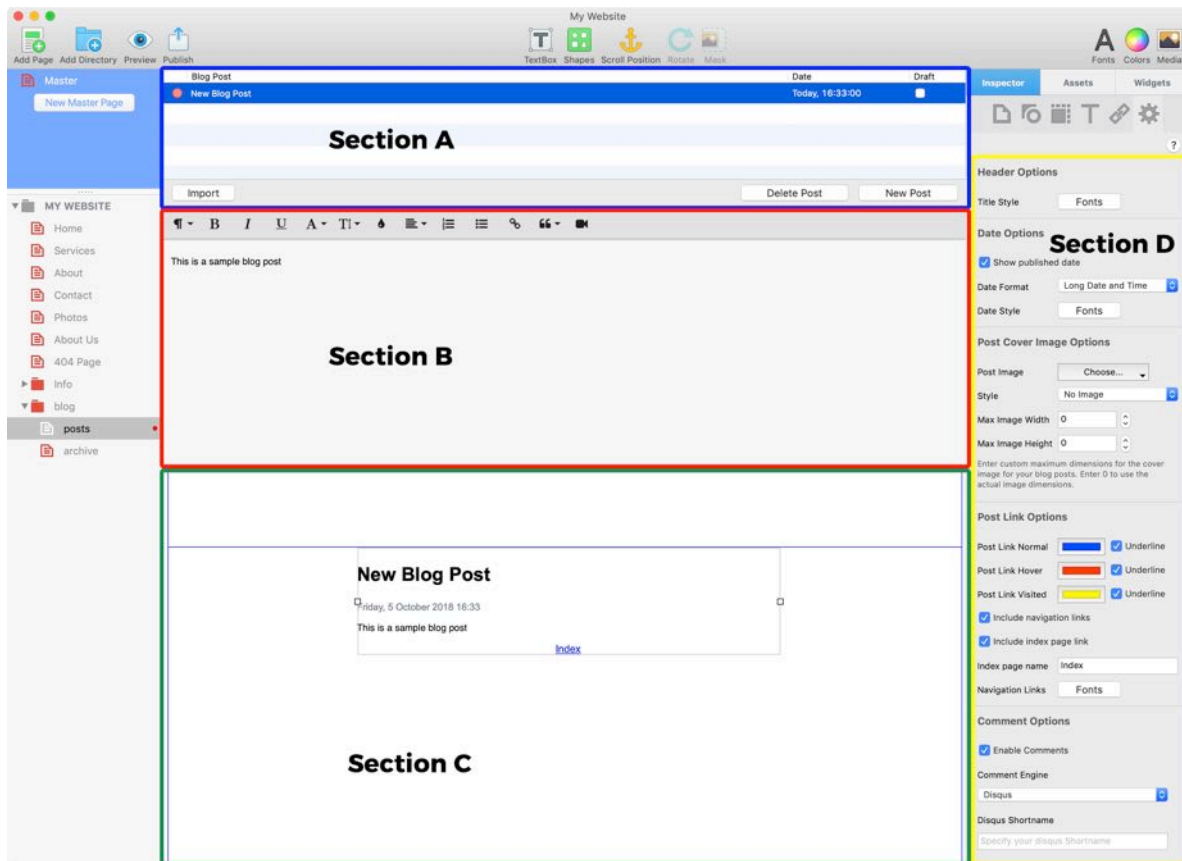 My Website
Add Page Add Directory Preview Publish
TextBox Shapes Scroll Position Rotate Mask
Fonts Colors Media
Master
New Master Page
MY WEBSITE
Home
Services
About
Contact
Photos
About Us
404 Page
Info
blog
posts
archive
Blog Post Date Draft
New Blog Post Today, 16:33:00
Section A
Import Delete Post New Post
B I U A T
This is a sample blog post
Section B
New Blog Post
Friday, 5 October 2018 16:33
This is a sample blog post
Index
Section C
Inspector Assets Widgets
?
Header Options
Title Style Fonts
Date Options
Section D
Show published date
Date Format Long Date and Time
Date Style Fonts
Post Cover Image Options
Post Image Choose...
Style No Image
Max Image Width 0
Max Image Height 0
Enter custom maximum dimensions for the cover
image for your blog posts. Enter 0 to use the
actual image dimensions.
Post Link Options
Post Link Normal Underline
Post Link Hover Underline
Post Link Visited Underline
Include navigation links
Include index page link
Index page name Index
Navigation Links Fonts
Comment Options
Enable Comments
Comment Engine
Disqus
Disqus Shortname
Specify your disqus Shortname